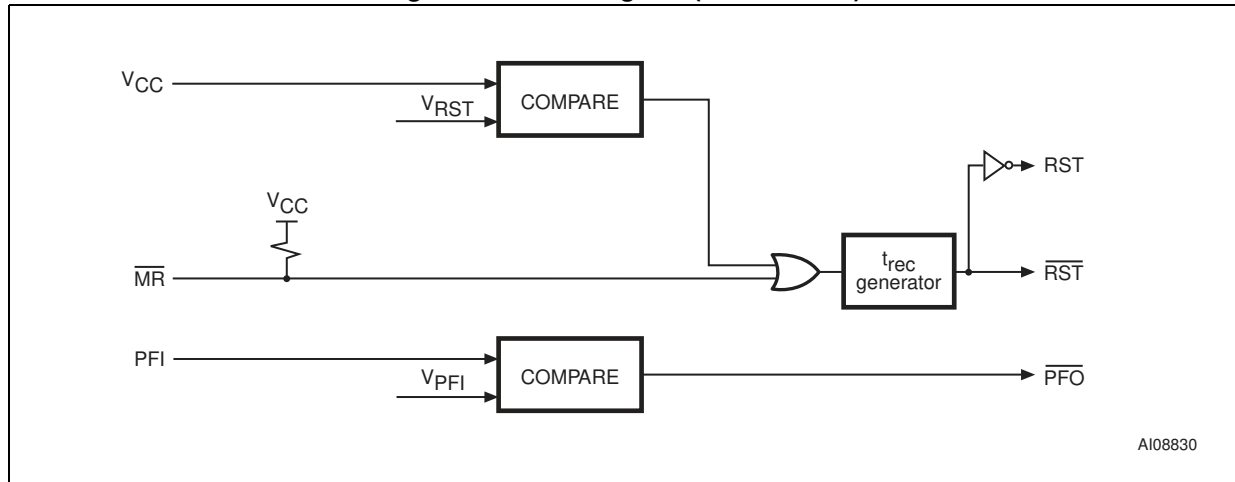 VCC
VRST
COMPARE
RST
VCC
MR
trec
generator
RST
PFI
VPFI
COMPARE
PFO
AI08830